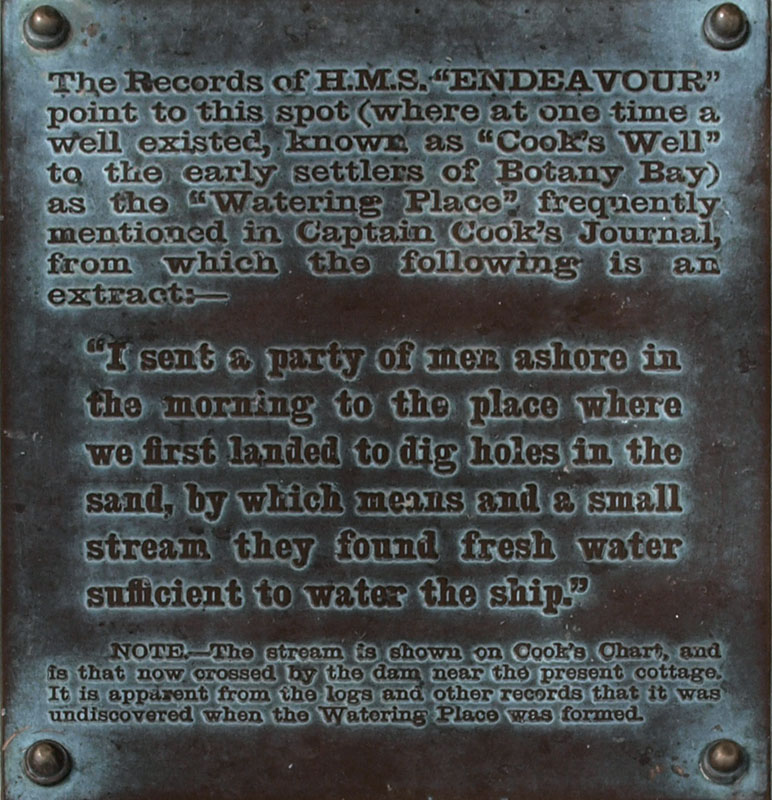 The Records of H.M.S. "ENDEAVOUR"
point to this spot (where at one time a
well existed, known as "Cook's Well"
to the early settlers of Botany Bay)
as the "Watering Place" frequently
mentioned in Captain Cook's Journal,
from which the following is an
extract:—
"I sent a party of men ashore in
the morning to the place where
we first landed to dig holes in the
sand, by which means and a small
stream they found fresh water
sufficient to water the ship."
NOTE.—The stream is shown on Cook's Chart, and
is that now crossed by the dam near the present cottage.
It is apparent from the logs and other records that it was
undiscovered when the Watering Place was formed.